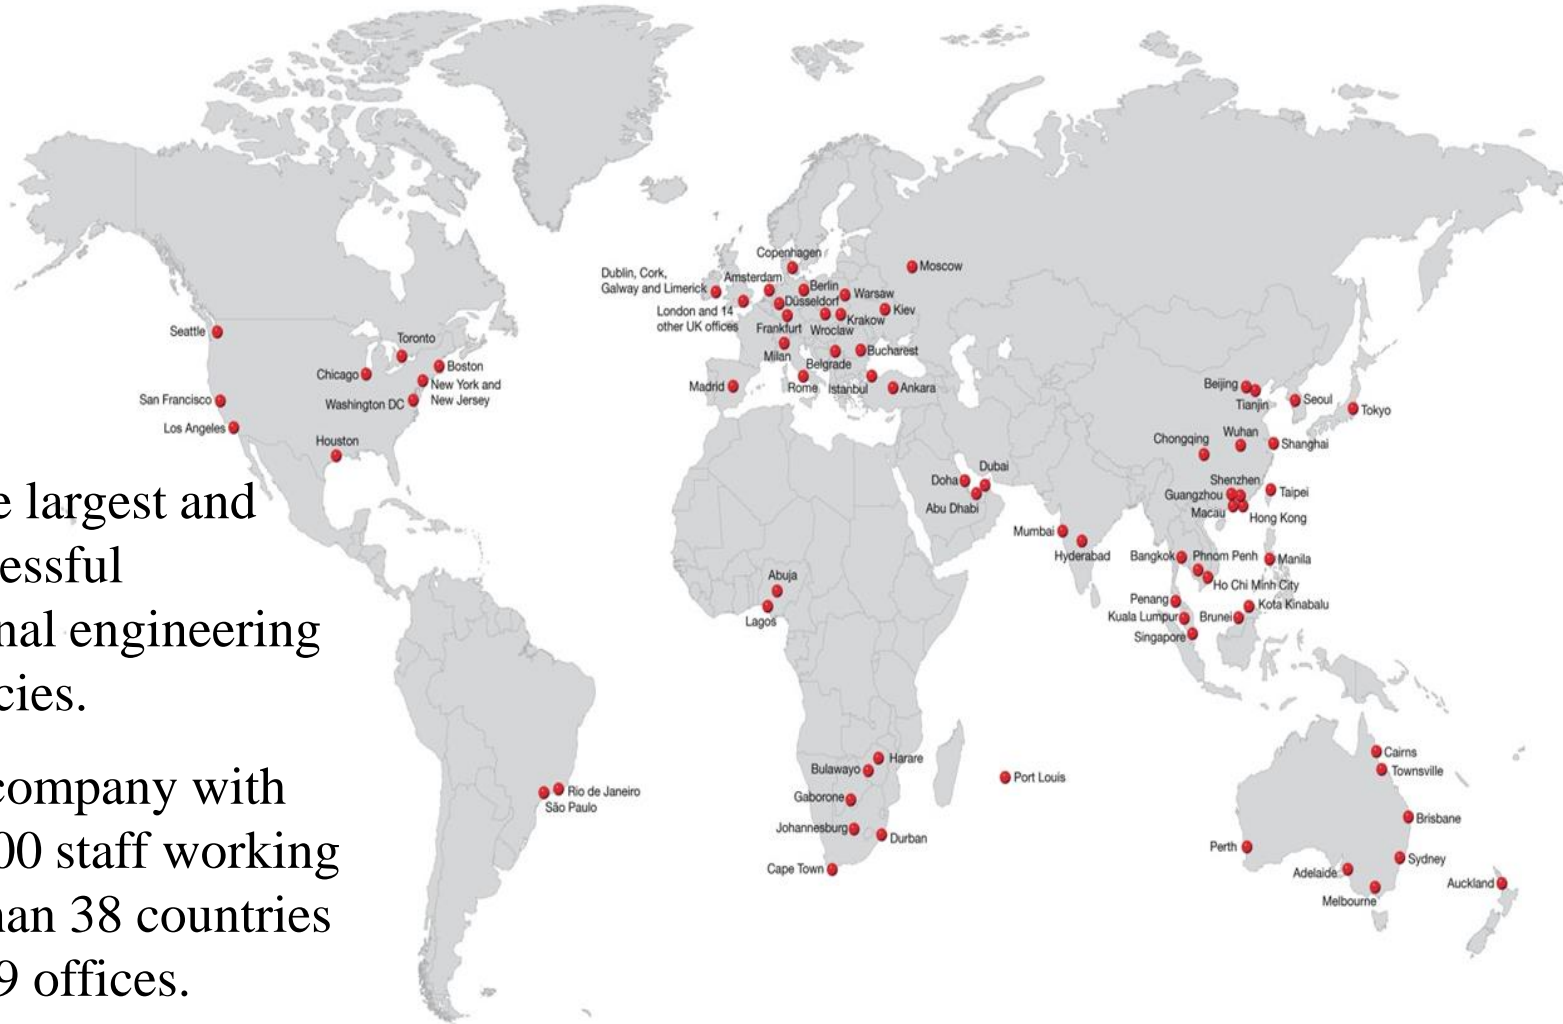 Copenhagen
Moscow
Dublin, Cork,
Galway and Limerick
Amsterdam
Berlin
Warsaw
Düsseldorf
London and 14
other UK offices
Kiev
Krakow
Frankfurt
Wroclaw
Seattle
Toronto
Milan
Bucharest
Belgrade
Boston
Chicago
New York and
New Jersey
Madrid
Rome
Istanbul
Ankara
Beijing
Tianjin
Seoul
Tokyo
San Francisco
Washington DC
Los Angeles
Houston
Chongqing
Wuhan
Shanghai
Doha
Dubai
Abu Dhabi
Shenzhen
Guangzhou
Taipei
Macau
Hong Kong
e largest and
essful
nal engineering
cies.
Mumbai
Hyderabad
Bangkok
Phnom Penh
Manila
Ho Chi Minh City
Abuja
Lagos
Penang
Kota Kinabalu
Kuala Lumpur
Brunei
Singapore
company with
00 staff working
an 38 countries
9 offices.
Harare
Bulawayo
Port Louis
Gaborone
Rio de Janeiro
São Paulo
Johannesburg
Durban
Cape Town
Cairns
Townsville
Brisbane
Perth
Sydney
Adelaide
Melbourne
Auckland